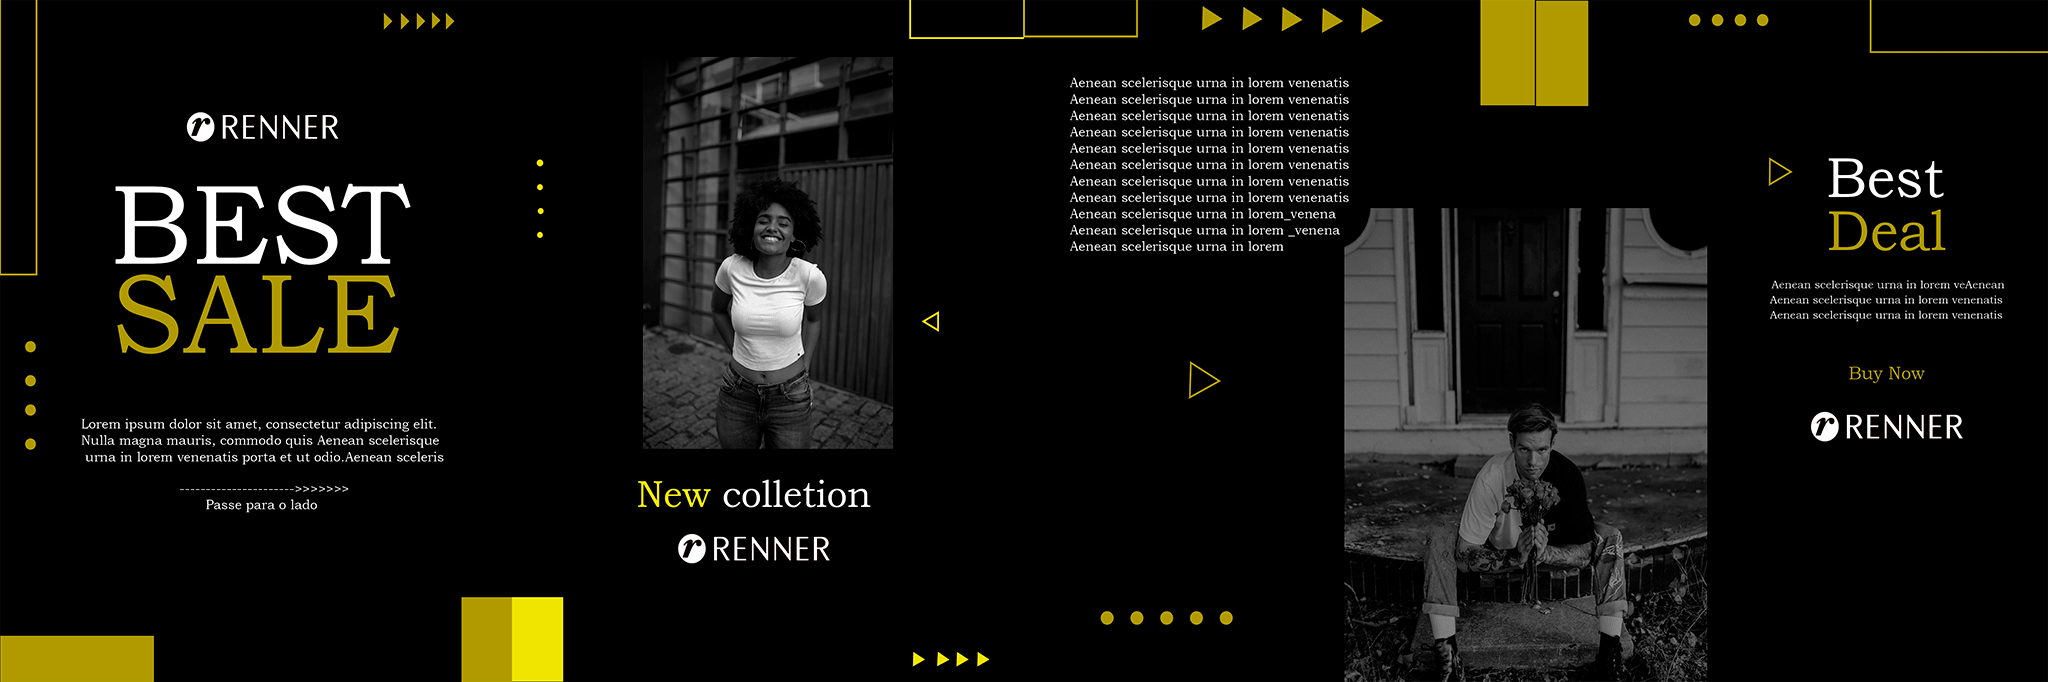 RENNER
BEST
SALE
Lorem ipsum dolor sit amet, consectetur adipiscing elit.
Nulla magna mauris, commodo quis Aenean scelerisque
urna in lorem venenatis porta et ut odio.Aenean sceleris
---------------------->>>>>>>
Passe para o lado
New colletion
RENNER
Aenean scelerisque urna in lorem venenatis
Aenean scelerisque urna in lorem venenatis
Aenean scelerisque urna in lorem venenatis
Aenean scelerisque urna in lorem venenatis
Aenean scelerisque urna in lorem venenatis
Aenean scelerisque urna in lorem venenatis
Aenean scelerisque urna in lorem venenatis
Aenean scelerisque urna in lorem venenatis
Aenean scelerisque urna in lorem_venena
Aenean scelerisque urna in lorem _venena
Aenean scelerisque urna in lorem
Best
Deal
Aenean scelerisque urna in lorem veAenean
Aenean scelerisque urna in lorem venenatis
Aenean scelerisque urna in lorem venenatis
Buy Now
RENNER